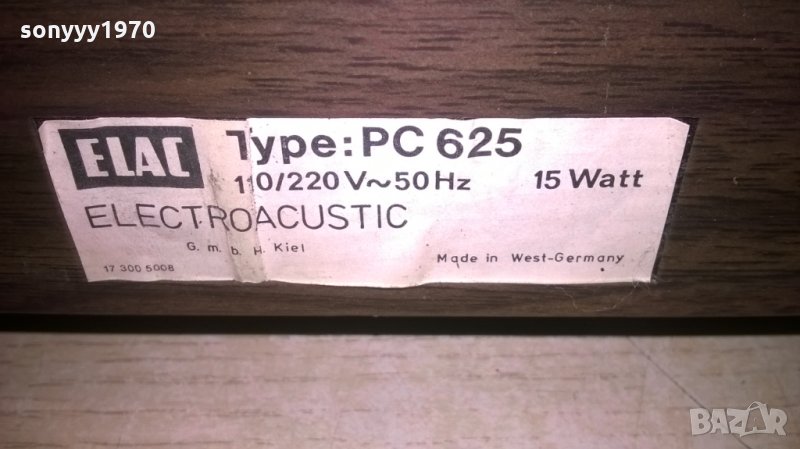 sonyyy1970
ELAC Type: PC 625
110/220 V~50 Hz 15 Watt
ELECTROACUSTIC
G. m. b. H. Kiel
17 300 5008 Made in West-Germany
BAZAR